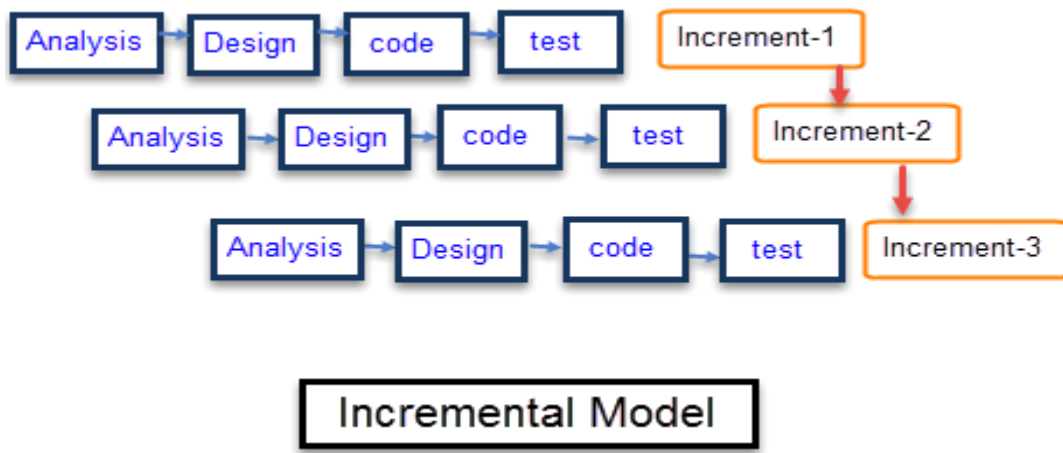 Analysis Design code test Increment-1
Analysis Design code test Increment-2
Analysis Design code test Increment-3
Incremental Model